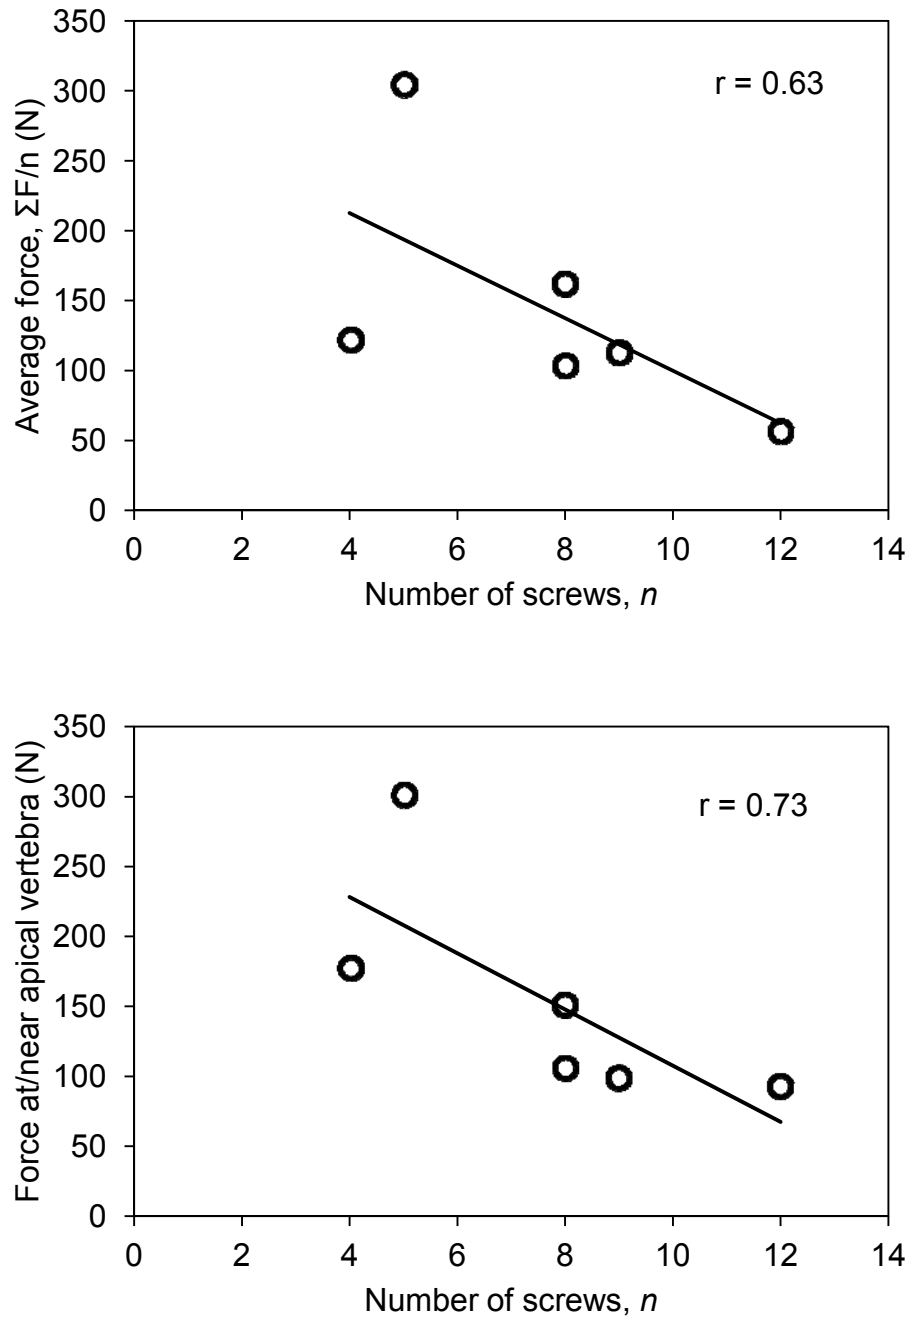 350
300
250
200
150
100
50
0
Average force, ΣF/n (N)
r = 0.63
0 2 4 6 8 10 12 14
Number of screws, n
350
300
250
200
150
100
50
0
Force at/near apical vertebra (N)
r = 0.73
0 2 4 6 8 10 12 14
Number of screws, n